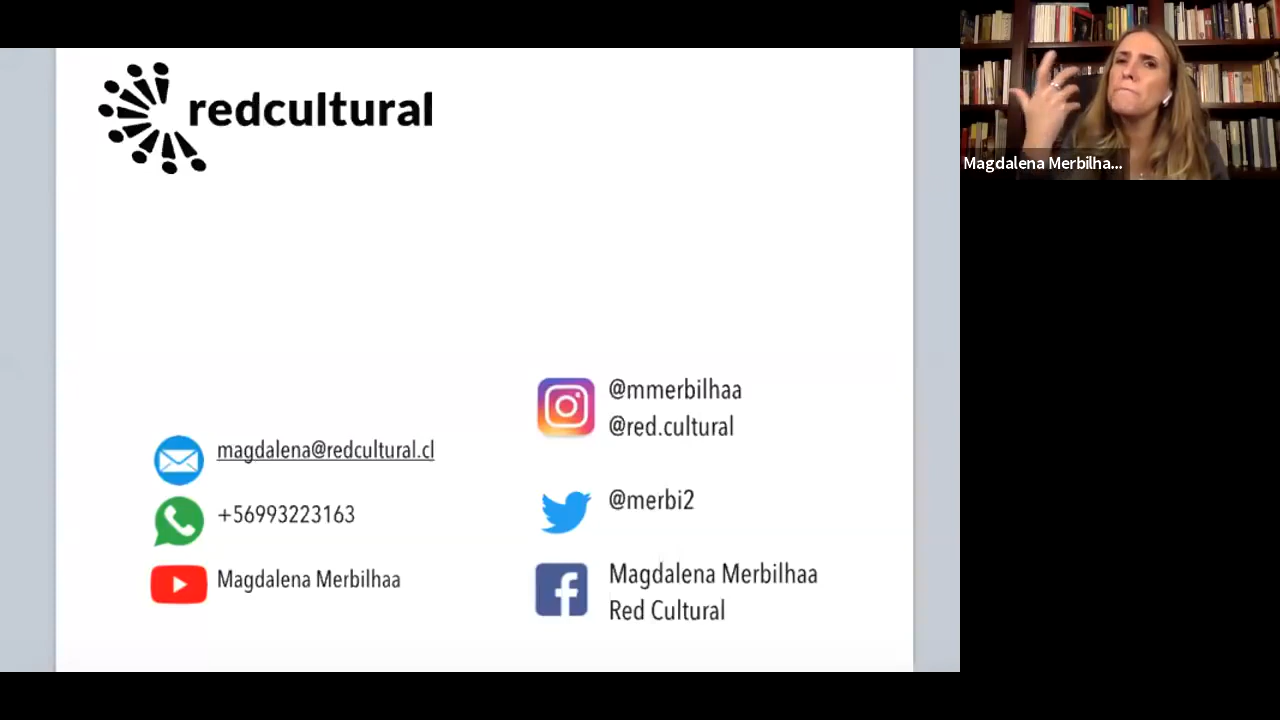 redcultural
Magdalena Merbilha...
@mmerbilhaa
@red.cultural
magdalena@redcultural.cl
@merbi2
+56993223163
Magdalena Merbilhaa
Magdalena Merbilhaa
Red Cultural